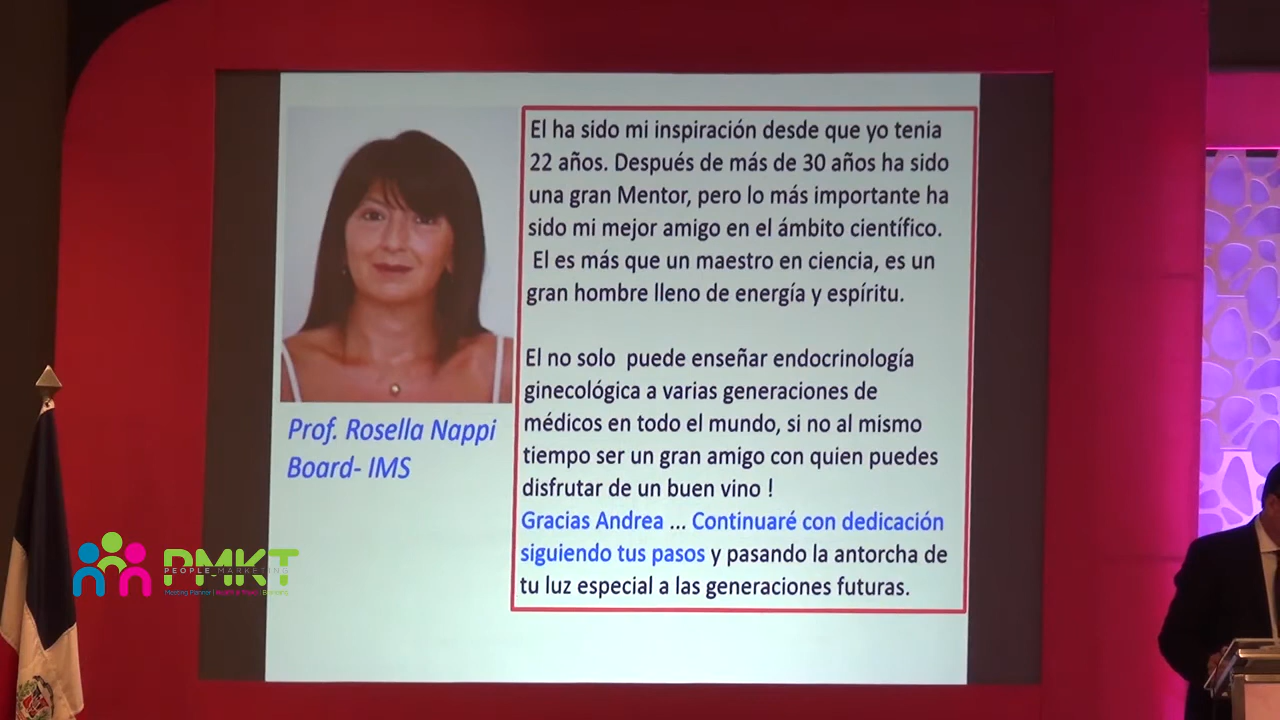 El ha sido mi inspiración desde que yo tenia
22 años. Después de más de 30 años ha sido
una gran Mentor, pero lo más importante ha
sido mi mejor amigo en el ámbito científico.
El es más que un maestro en ciencia, es un
gran hombre lleno de energía y espíritu.
El no solo puede enseñar endocrinología
ginecológica a varias generaciones de
médicos en todo el mundo, si no al mismo
tiempo ser un gran amigo con quien puedes
disfrutar de un buen vino !
Gracias Andrea ... Continuaré con dedicación
siguiendo tus pasos y pasando la antorcha de
tu luz especial a las generaciones futuras.
Prof. Rosella Nappi
Board- IMS
PMKT
PEOPLE MARKETING
Meeting Planner |